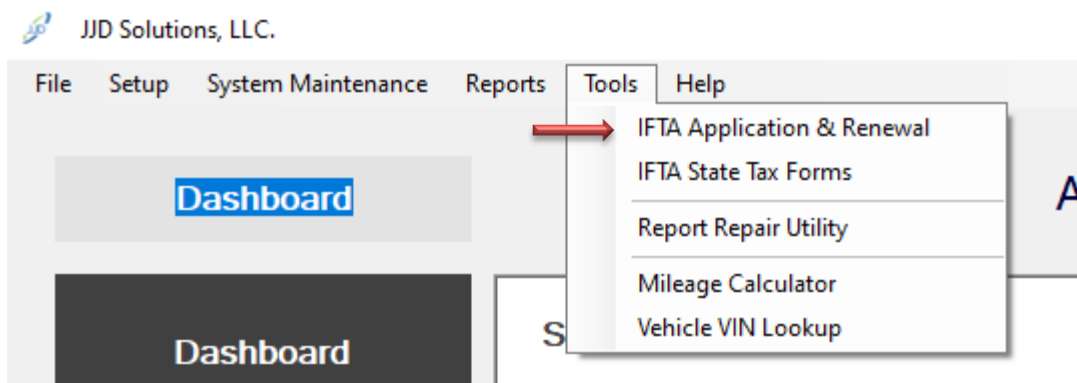 JJD Solutions, LLC.
File Setup System Maintenance Reports Tools Help
IFTA Application & Renewal
IFTA State Tax Forms
Report Repair Utility
Mileage Calculator
Vehicle VIN Lookup
Dashboard
A
Dashboard
S